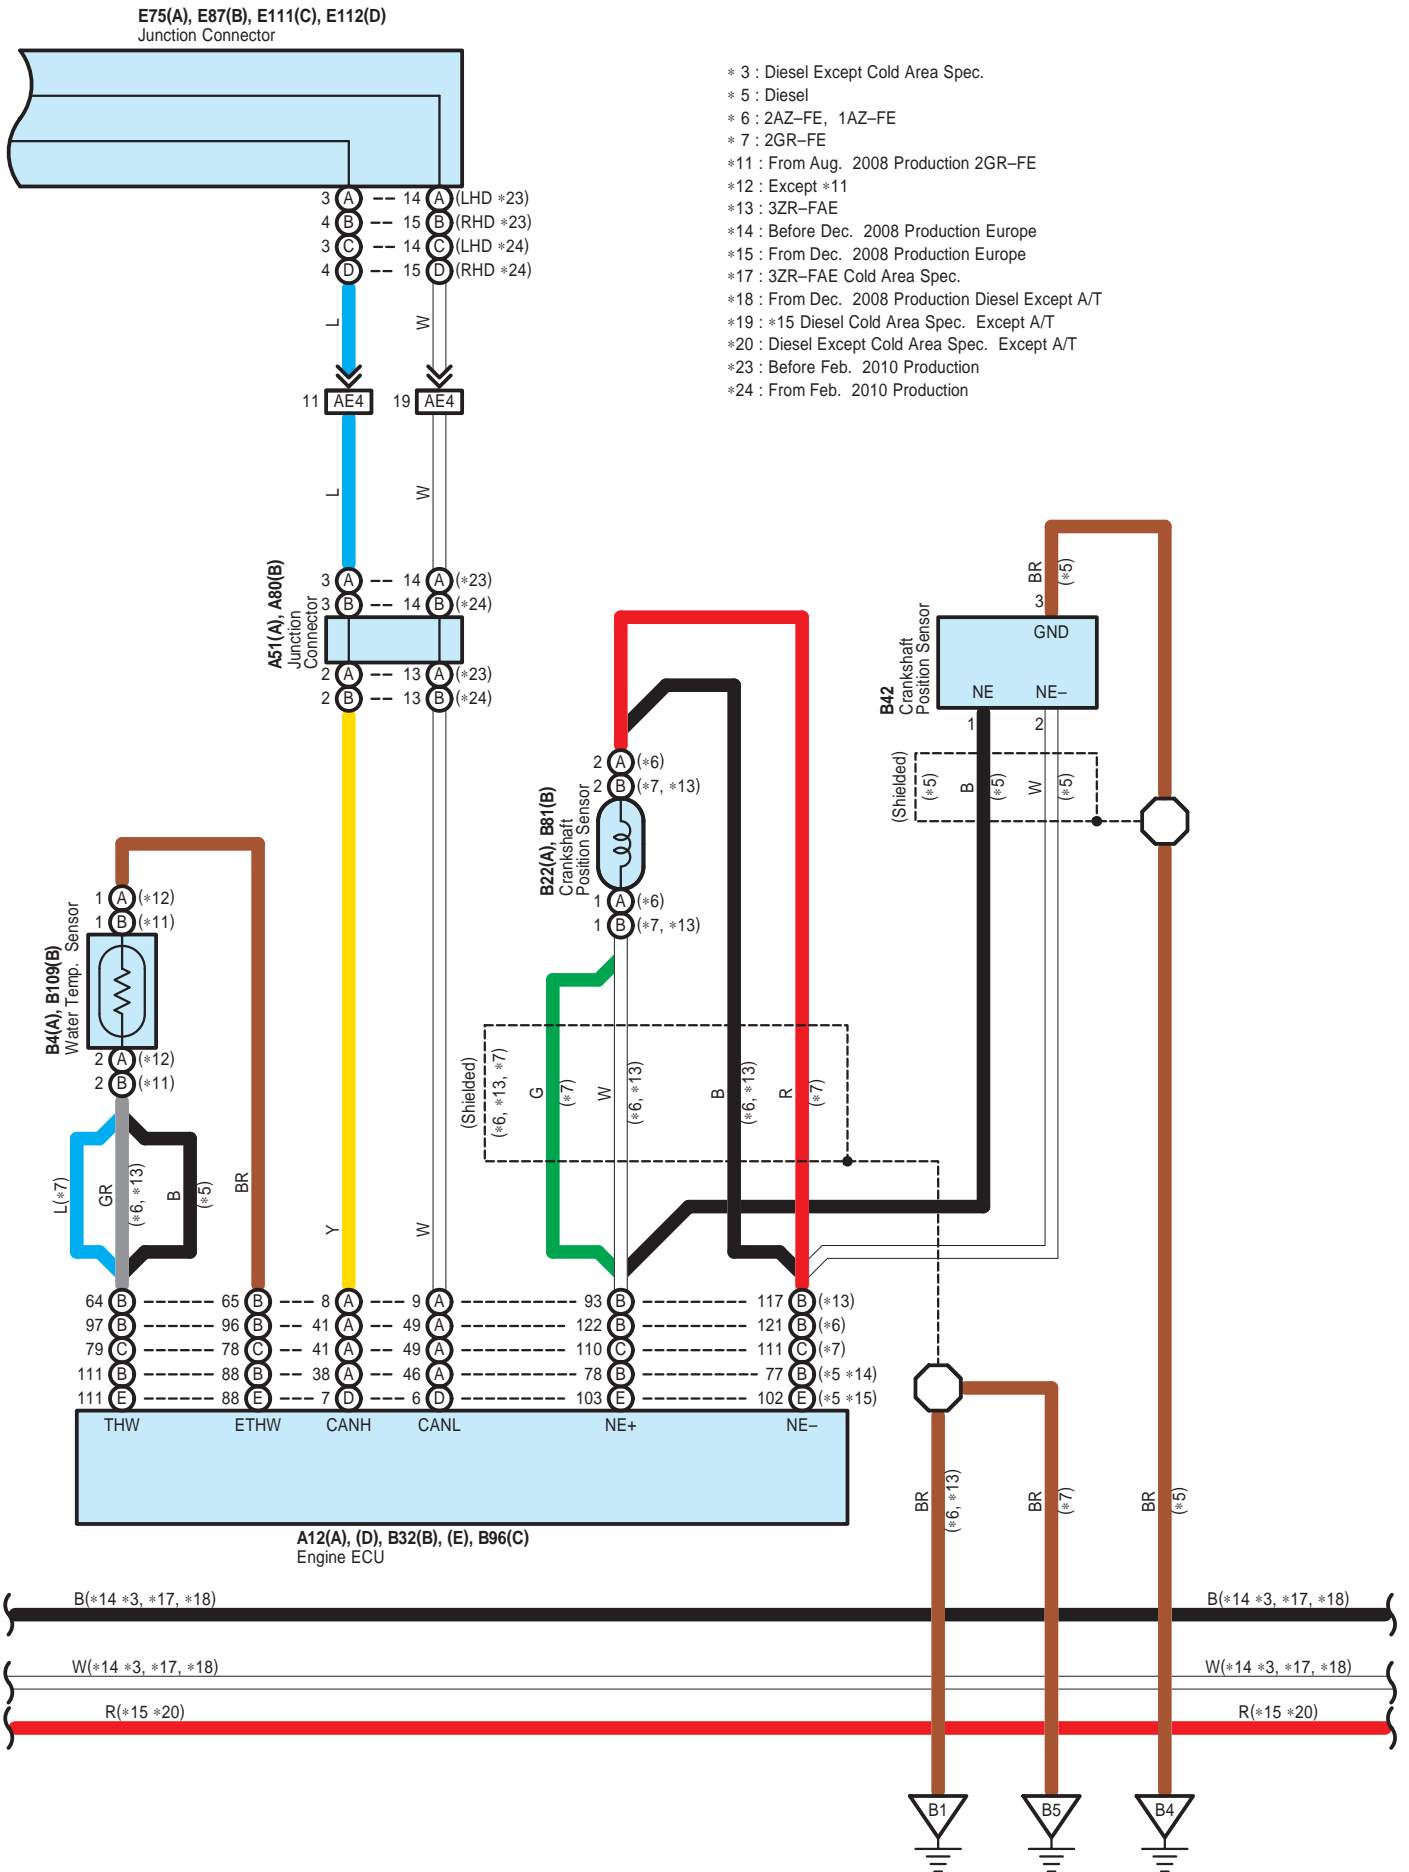 E75(A), E87(B), E111(C), E112(D)
Junction Connector
∗ 3 : Diesel Except Cold Area Spec.
∗ 5 : Diesel
∗ 6 : 2AZ–FE, 1AZ–FE
∗ 7 : 2GR–FE
∗11 : From Aug. 2008 Production 2GR–FE
∗12 : Except ∗11
∗13 : 3ZR–FAE
∗14 : Before Dec. 2008 Production Europe
∗15 : From Dec. 2008 Production Europe
∗17 : 3ZR–FAE Cold Area Spec.
∗18 : From Dec. 2008 Production Diesel Except A/T
∗19 : ∗15 Diesel Cold Area Spec. Except A/T
∗20 : Diesel Except Cold Area Spec. Except A/T
∗23 : Before Feb. 2010 Production
∗24 : From Feb. 2010 Production
3 A 14 A (LHD ∗23)
4 B 15 B (RHD ∗23)
3 C 14 C (LHD ∗24)
4 D 15 D (RHD ∗24)
L W
11 AE4 19 AE4
L W
A51(A), A80(B)
Junction
Connector
3 A 14 A (∗23)
3 B 14 B (∗24)
2 A 13 A (∗23)
2 B 13 B (∗24)
BR (∗5)
3
GND
NE NE–
B42
Crankshaft
Position Sensor
1 2
(Shielded)
(∗5)
B (∗5)
W (∗5)
2 A (∗6)
2 B (∗7, ∗13)
B22(A), B81(B)
Crankshaft
Position Sensor
1 A (∗6)
1 B (∗7, ∗13)
1 A (∗12)
1 B (∗11)
B4(A), B109(B)
Water Temp. Sensor
2 A (∗12)
2 B (∗11)
L(∗7)
GR (∗6, ∗13)
B (∗5)
BR
Y
W
(Shielded)
(∗6, ∗13, ∗7)
G (∗7)
W (∗6, ∗13)
B (∗6, ∗13)
R (∗7)
64 B 65 B 8 A 9 A 93 B 117 B (∗13)
97 B 96 B 41 A 49 A 122 B 121 B (∗6)
79 C 78 C 41 A 49 A 110 C 111 C (∗7)
111 B 88 B 38 A 46 A 78 B 77 B (∗5 ∗14)
111 E 88 E 7 D 6 D 103 E 102 E (∗5 ∗15)
THW ETHW CANH CANL NE+ NE–
A12(A), (D), B32(B), (E), B96(C)
Engine ECU
BR (∗6, ∗13)
BR (∗7)
BR (∗5)
B(∗14 ∗3, ∗17, ∗18) B(∗14 ∗3, ∗17, ∗18)
W(∗14 ∗3, ∗17, ∗18) W(∗14 ∗3, ∗17, ∗18)
R(∗15 ∗20) R(∗15 ∗20)
B1 B5 B4